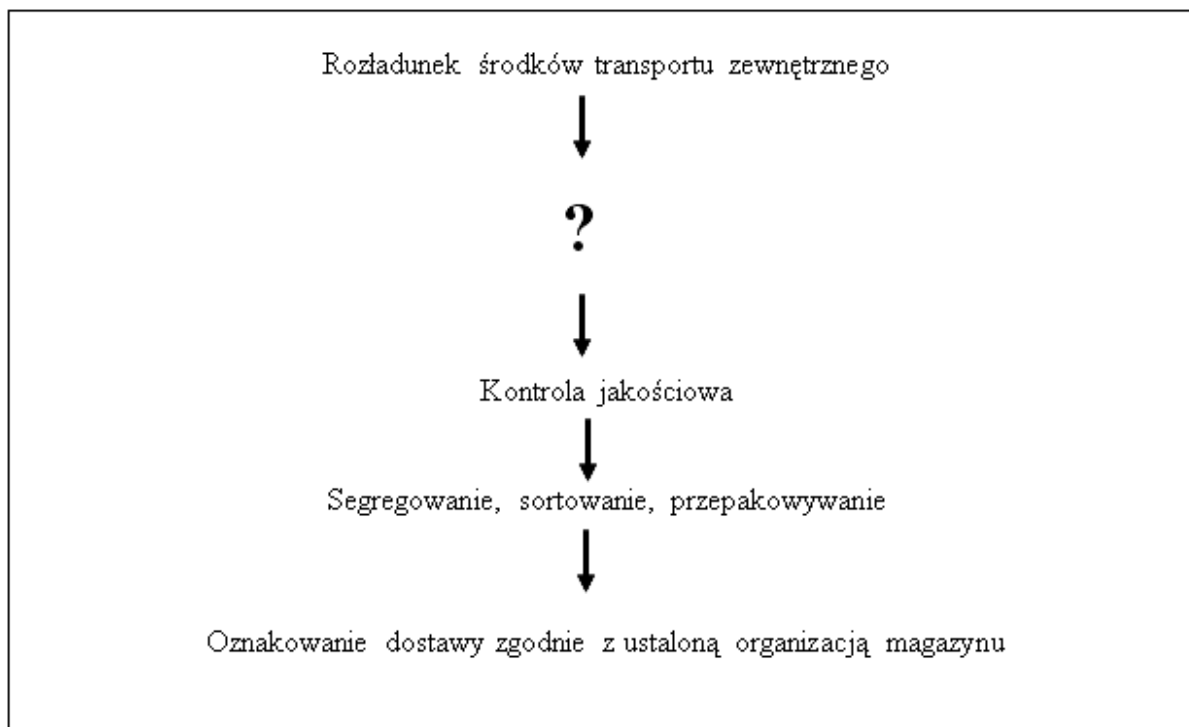 Rozładunek środków transportu zewnętrznego
?
Kontrola jakościowa
Segregowanie, sortowanie, przepakowywanie
Oznakowanie dostawy zgodnie z ustaloną organizacją magazynu